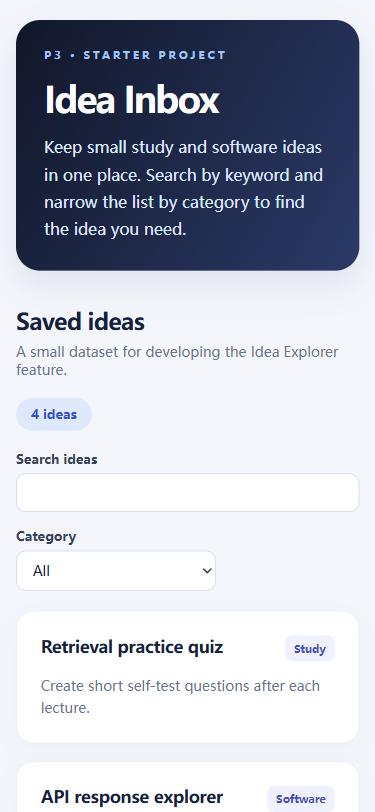 P3 • STARTER PROJECT
Idea Inbox
Keep small study and software ideas
in one place. Search by keyword and
narrow the list by category to find
the idea you need.
Saved ideas
A small dataset for developing the Idea Explorer
feature.
4 ideas
Search ideas
Category
All
Retrieval practice quiz
Study
Create short self-test questions after each
lecture.
API response explorer
Software